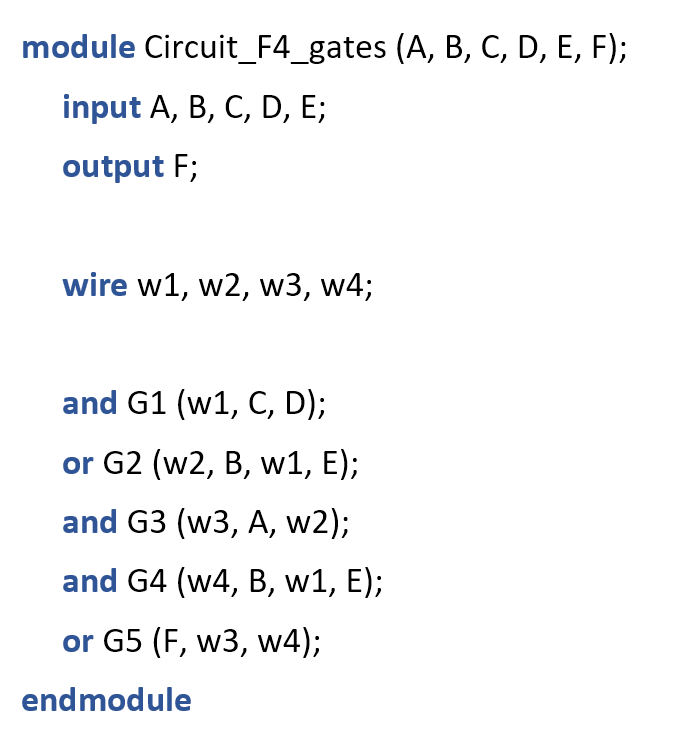 module Circuit_F4_gates (A, B, C, D, E, F);
input A, B, C, D, E;
output F;
wire w1, w2, w3, w4;
and G1 (w1, C, D);
or G2 (w2, B, w1, E);
and G3 (w3, A, w2);
and G4 (w4, B, w1, E);
or G5 (F, w3, w4);
endmodule